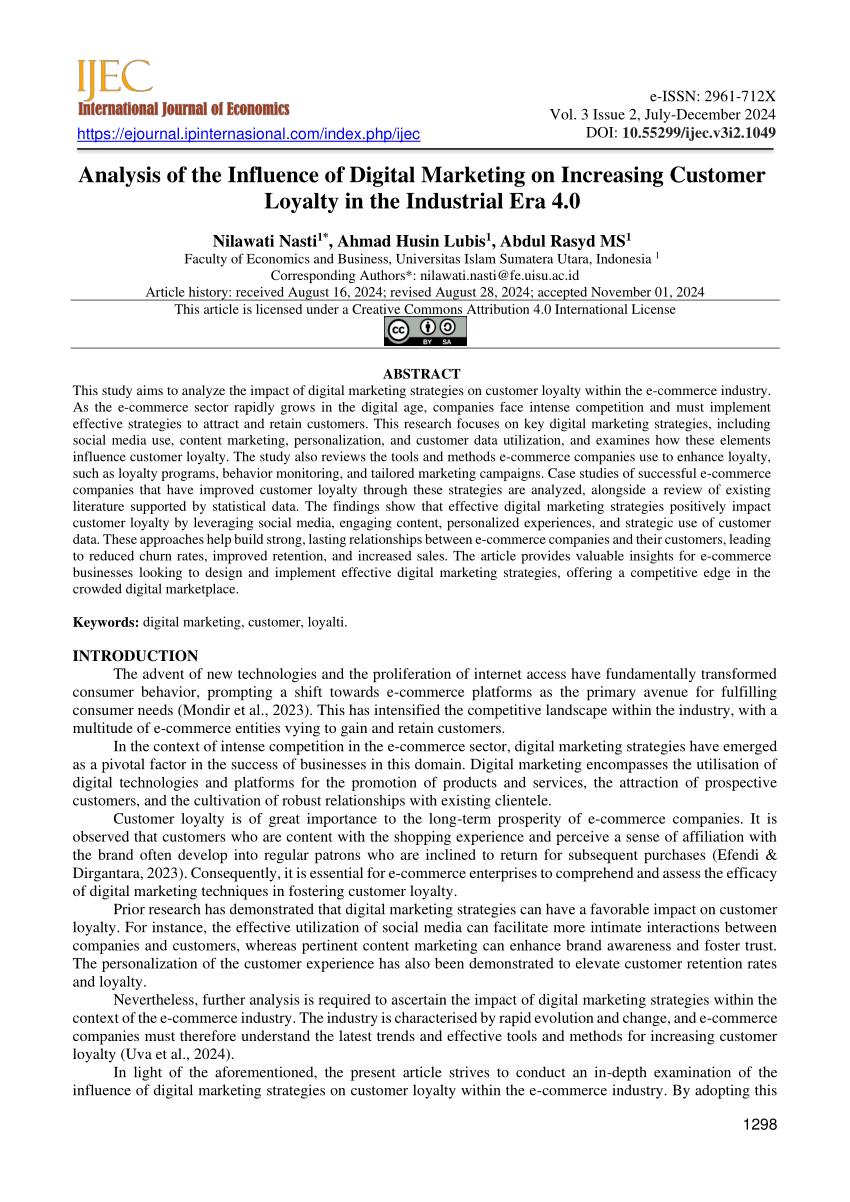 IJEC
International Journal of Economics
https://ejournal.ipinternasional.com/index.php/ijec
e-ISSN: 2961-712X
Vol. 3 Issue 2, July-December 2024
DOI: 10.55299/ijec.v3i2.1049
Analysis of the Influence of Digital Marketing on Increasing Customer
Loyalty in the Industrial Era 4.0
Nilawati Nasti1*, Ahmad Husin Lubis1, Abdul Rasyd MS1
Faculty of Economics and Business, Universitas Islam Sumatera Utara, Indonesia 1
Corresponding Authors*: nilawati.nasti@fe.uisu.ac.id
Article history: received August 16, 2024; revised August 28, 2024; accepted November 01, 2024
This article is licensed under a Creative Commons Attribution 4.0 International License
cc BY SA
ABSTRACT
This study aims to analyze the impact of digital marketing strategies on customer loyalty within the e-commerce industry.
As the e-commerce sector rapidly grows in the digital age, companies face intense competition and must implement
effective strategies to attract and retain customers. This research focuses on key digital marketing strategies, including
social media use, content marketing, personalization, and customer data utilization, and examines how these elements
influence customer loyalty. The study also reviews the tools and methods e-commerce companies use to enhance loyalty,
such as loyalty programs, behavior monitoring, and tailored marketing campaigns. Case studies of successful e-commerce
companies that have improved customer loyalty through these strategies are analyzed, alongside a review of existing
literature supported by statistical data. The findings show that effective digital marketing strategies positively impact
customer loyalty by leveraging social media, engaging content, personalized experiences, and strategic use of customer
data. These approaches help build strong, lasting relationships between e-commerce companies and their customers, leading
to reduced churn rates, improved retention, and increased sales. The article provides valuable insights for e-commerce
businesses looking to design and implement effective digital marketing strategies, offering a competitive edge in the
crowded digital marketplace.
Keywords: digital marketing, customer, loyalti.
INTRODUCTION
The advent of new technologies and the proliferation of internet access have fundamentally transformed
consumer behavior, prompting a shift towards e-commerce platforms as the primary avenue for fulfilling
consumer needs (Mondir et al., 2023). This has intensified the competitive landscape within the industry, with a
multitude of e-commerce entities vying to gain and retain customers.
In the context of intense competition in the e-commerce sector, digital marketing strategies have emerged
as a pivotal factor in the success of businesses in this domain. Digital marketing encompasses the utilisation of
digital technologies and platforms for the promotion of products and services, the attraction of prospective
customers, and the cultivation of robust relationships with existing clientele.
Customer loyalty is of great importance to the long-term prosperity of e-commerce companies. It is
observed that customers who are content with the shopping experience and perceive a sense of affiliation with
the brand often develop into regular patrons who are inclined to return for subsequent purchases (Efendi &
Dirgantara, 2023). Consequently, it is essential for e-commerce enterprises to comprehend and assess the efficacy
of digital marketing techniques in fostering customer loyalty.
Prior research has demonstrated that digital marketing strategies can have a favorable impact on customer
loyalty. For instance, the effective utilization of social media can facilitate more intimate interactions between
companies and customers, whereas pertinent content marketing can enhance brand awareness and foster trust.
The personalization of the customer experience has also been demonstrated to elevate customer retention rates
and loyalty.
Nevertheless, further analysis is required to ascertain the impact of digital marketing strategies within the
context of the e-commerce industry. The industry is characterised by rapid evolution and change, and e-commerce
companies must therefore understand the latest trends and effective tools and methods for increasing customer
loyalty (Uva et al., 2024).
In light of the aforementioned, the present article strives to conduct an in-depth examination of the
influence of digital marketing strategies on customer loyalty within the e-commerce industry. By adopting this
1298